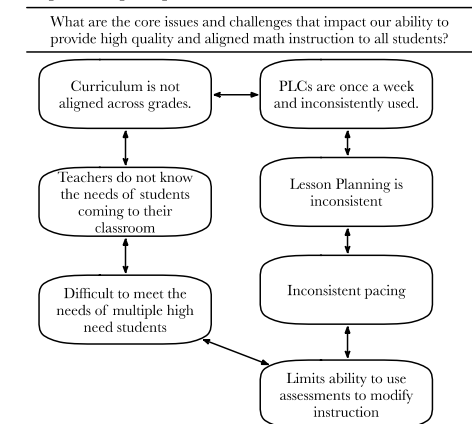 What are the core issues and challenges that impact our ability to
provide high quality and aligned math instruction to all students?
Curriculum is not
aligned across grades.
PLCs are once a week
and inconsistently used.
Teachers do not know
the needs of students
coming to their
classroom
Lesson Planning is
inconsistent
Difficult to meet the
needs of multiple high
need students
Inconsistent pacing
Limits ability to use
assessments to modify
instruction